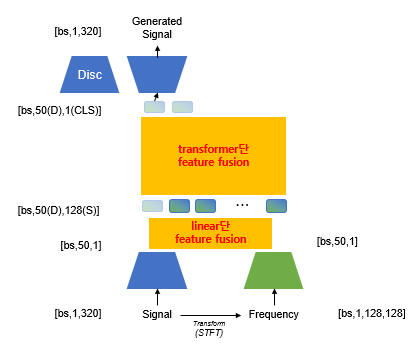 Generated
Signal
[bs,1,320]
Disc
[bs,50(D),1(CLS)]
transformer단
feature fusion
[bs,50(D),128(S)]
...
linear단
feature fusion
[bs,50,1]
[bs,50,1]
[bs,1,320]
Signal
Transform
(STFT)
Frequency
[bs,1,128,128]